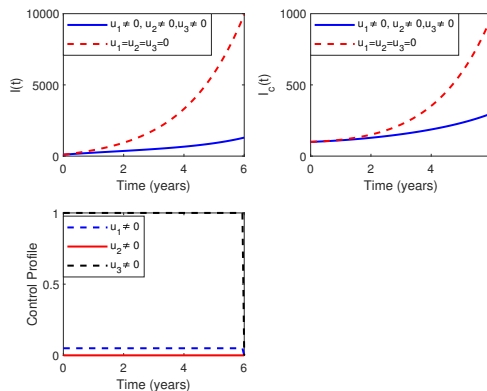 10000
5000
0
I(t)
u₁≠0, u₂≠0,u₃≠0
u₁=u₂=u₃=0
0 2 4 6
Time (years)
10000
5000
0
I_c(t)
u₁≠0, u₂≠0,u₃≠0
u₁=u₂=u₃=0
0 2 4
Time (years)
1
0.5
0
Control Profile
u₁≠0
u₂≠0
u₃≠0
0 2 4 6
Time (years)